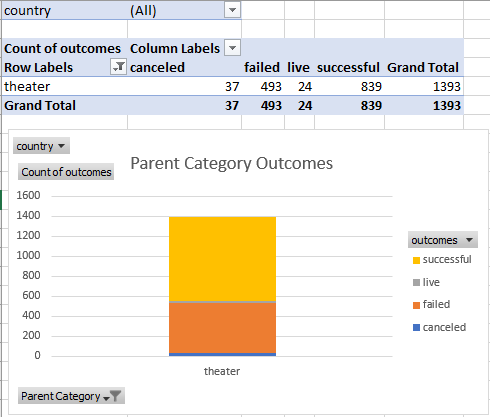 country (All)
Count of outcomes Column Labels
Row Labels canceled failed live successful Grand Total
theater 37 493 24 839 1393
Grand Total 37 493 24 839 1393
country
Parent Category Outcomes
Count of outcomes
1600
1400
1200
1000
800
600
400
200
0
theater
outcomes
successful
live
failed
canceled
Parent Category